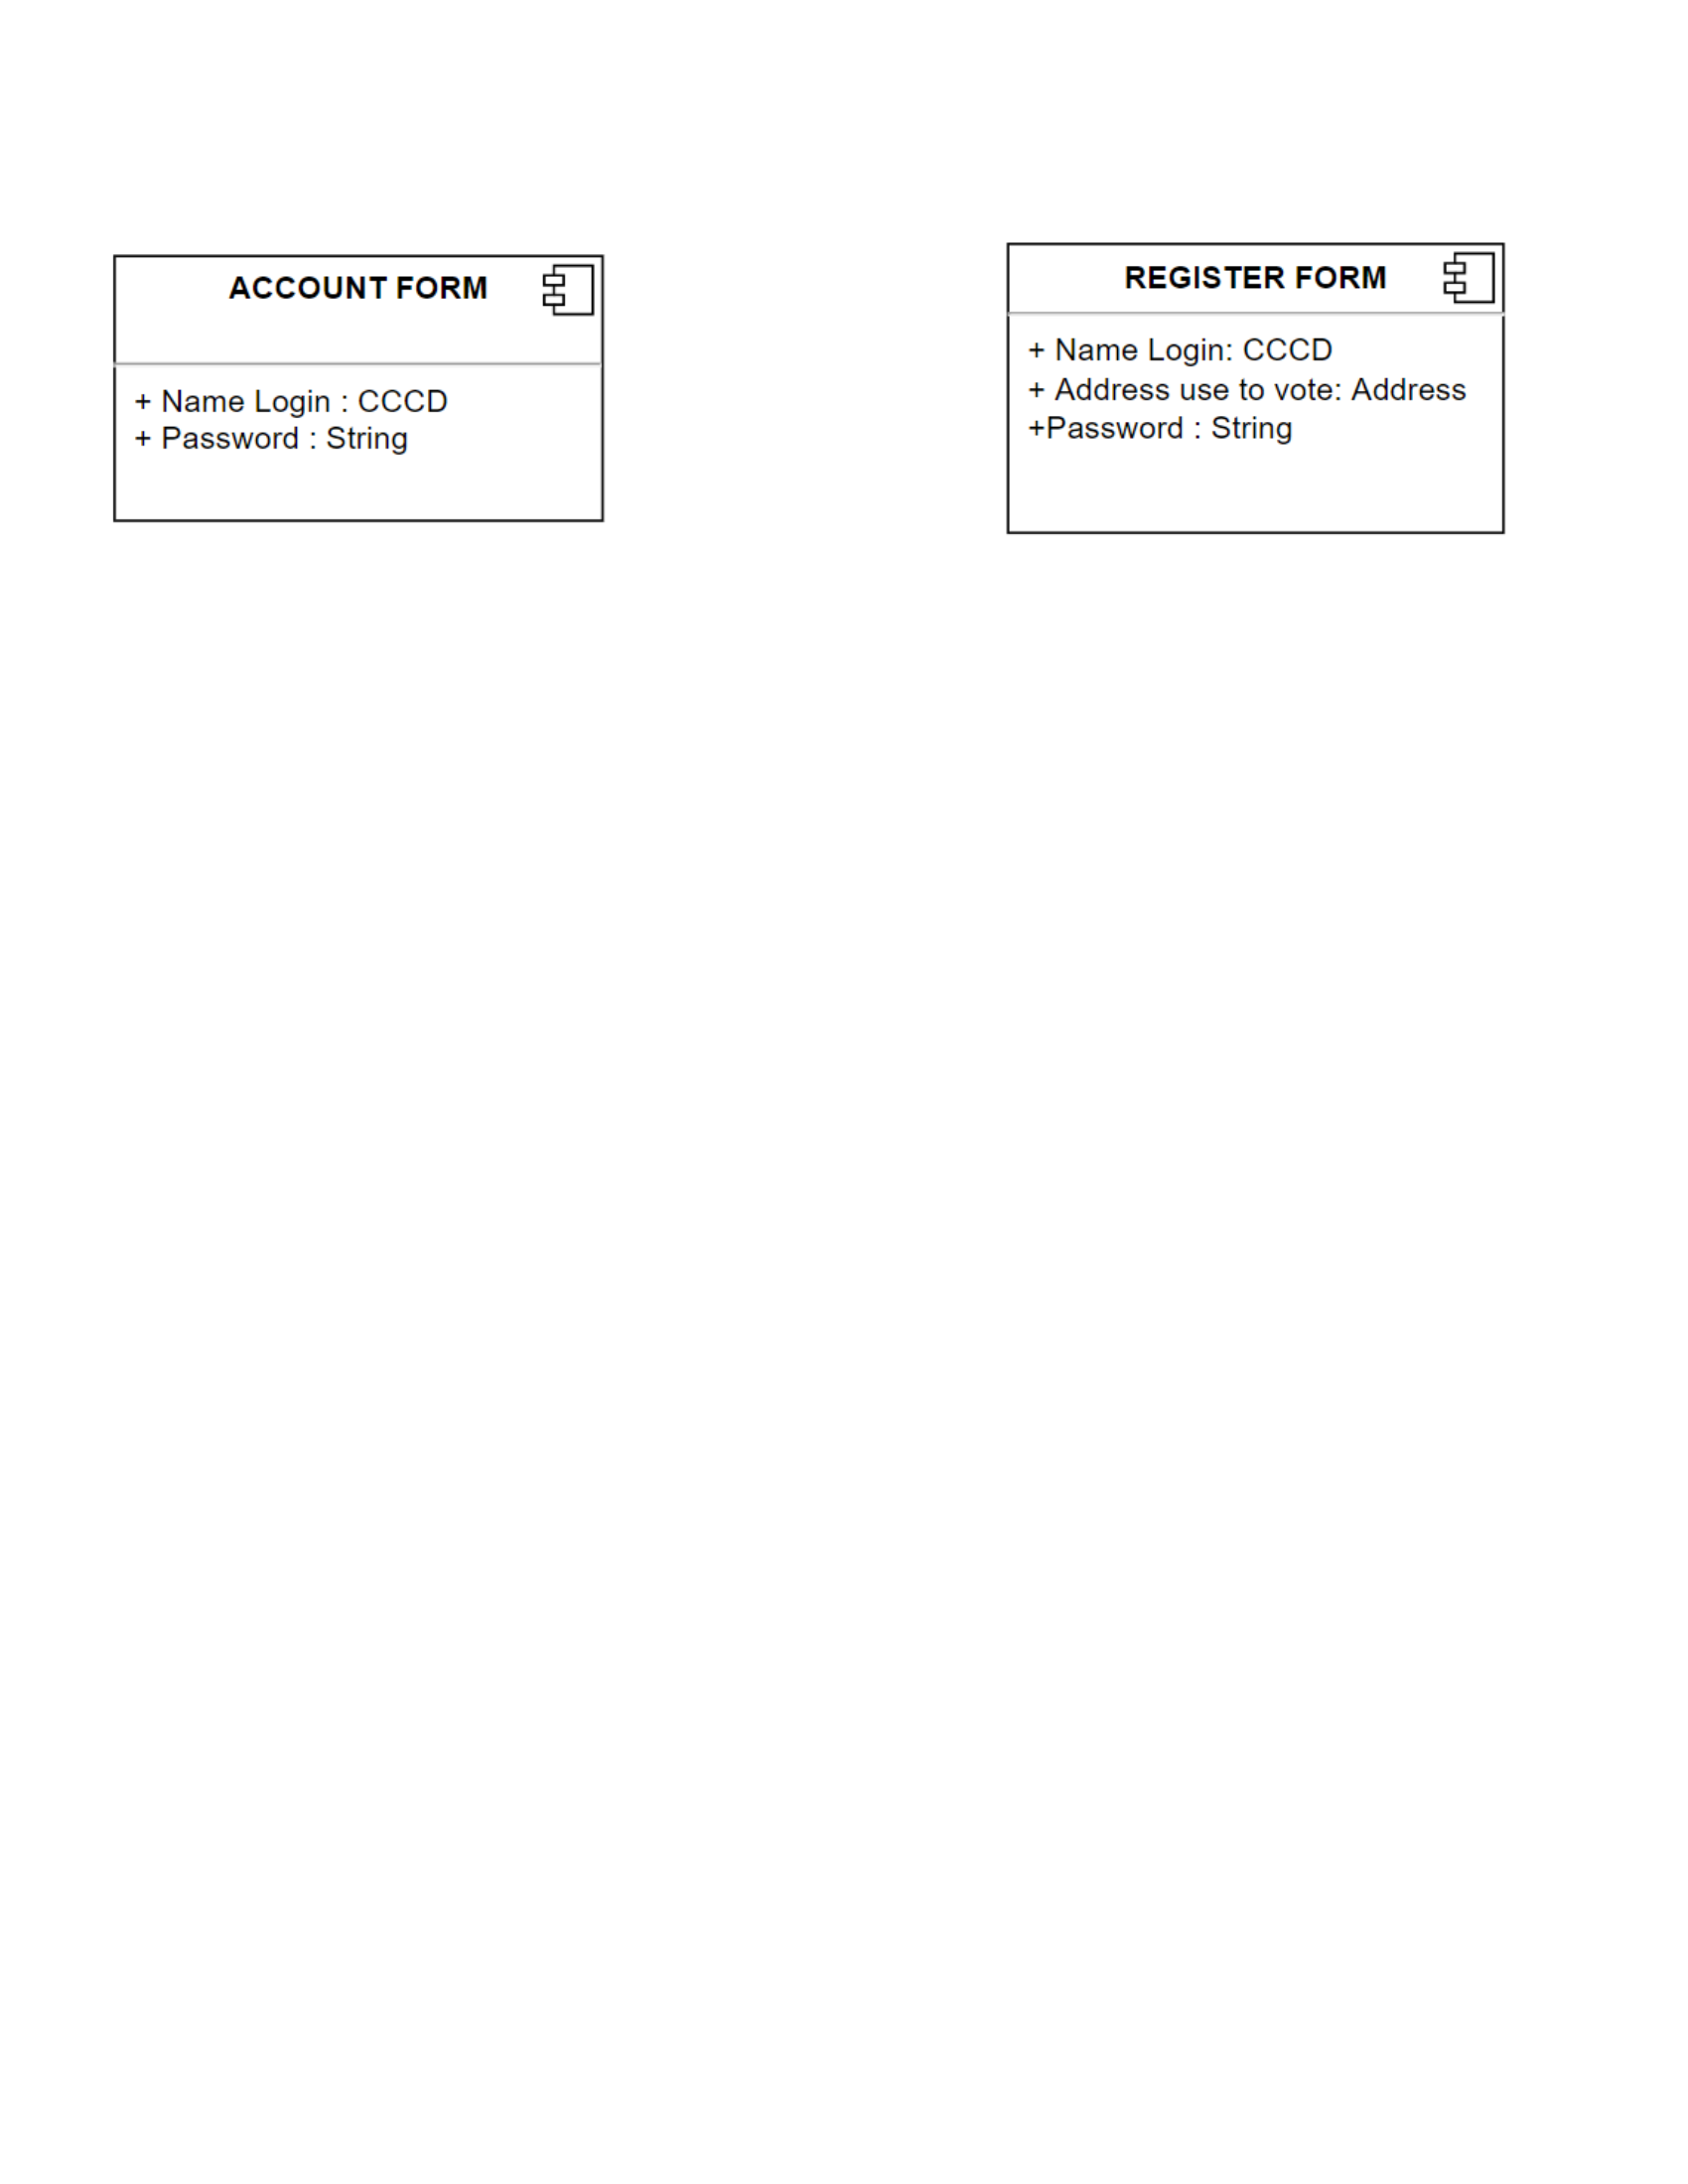 ACCOUNT FORM
+ Name Login : CCCD
+ Password : String
REGISTER FORM
+ Name Login: CCCD
+ Address use to vote: Address
+Password : String